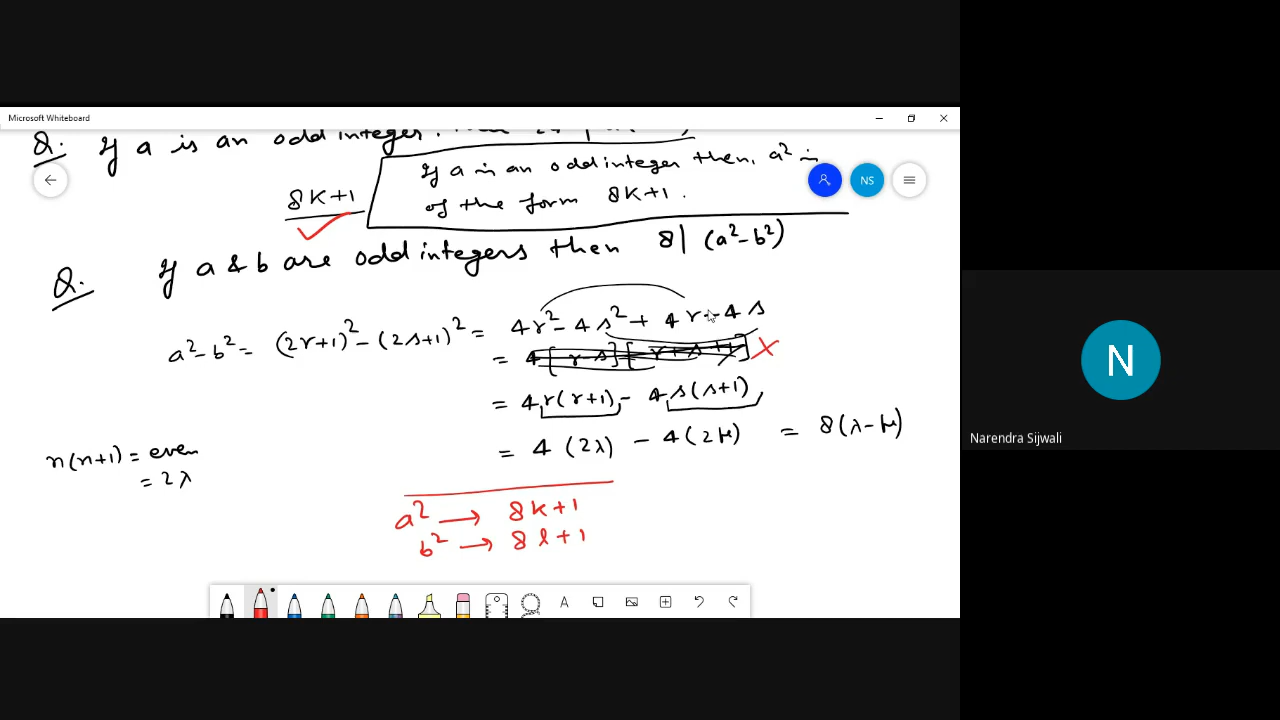 Microsoft Whiteboard
Q. If a is an odd integer.
If a is an odd integer then, a² is
of the form 8K+1.
8K+1
NS
Q. If a & b are odd integers then 8| (a²-b²)
a²-b² = (2r+1)² - (2s+1)² = 4r² - 4s² + 4r - 4s
= 4[r-s][r+s+1]
= 4r(r+1) - 4s(s+1)
= 4(2λ) - 4(2μ) = 8(λ-μ)
n(n+1) = even
= 2λ
a² → 8k+1
b² → 8l+1
N
Narendra Sijwali